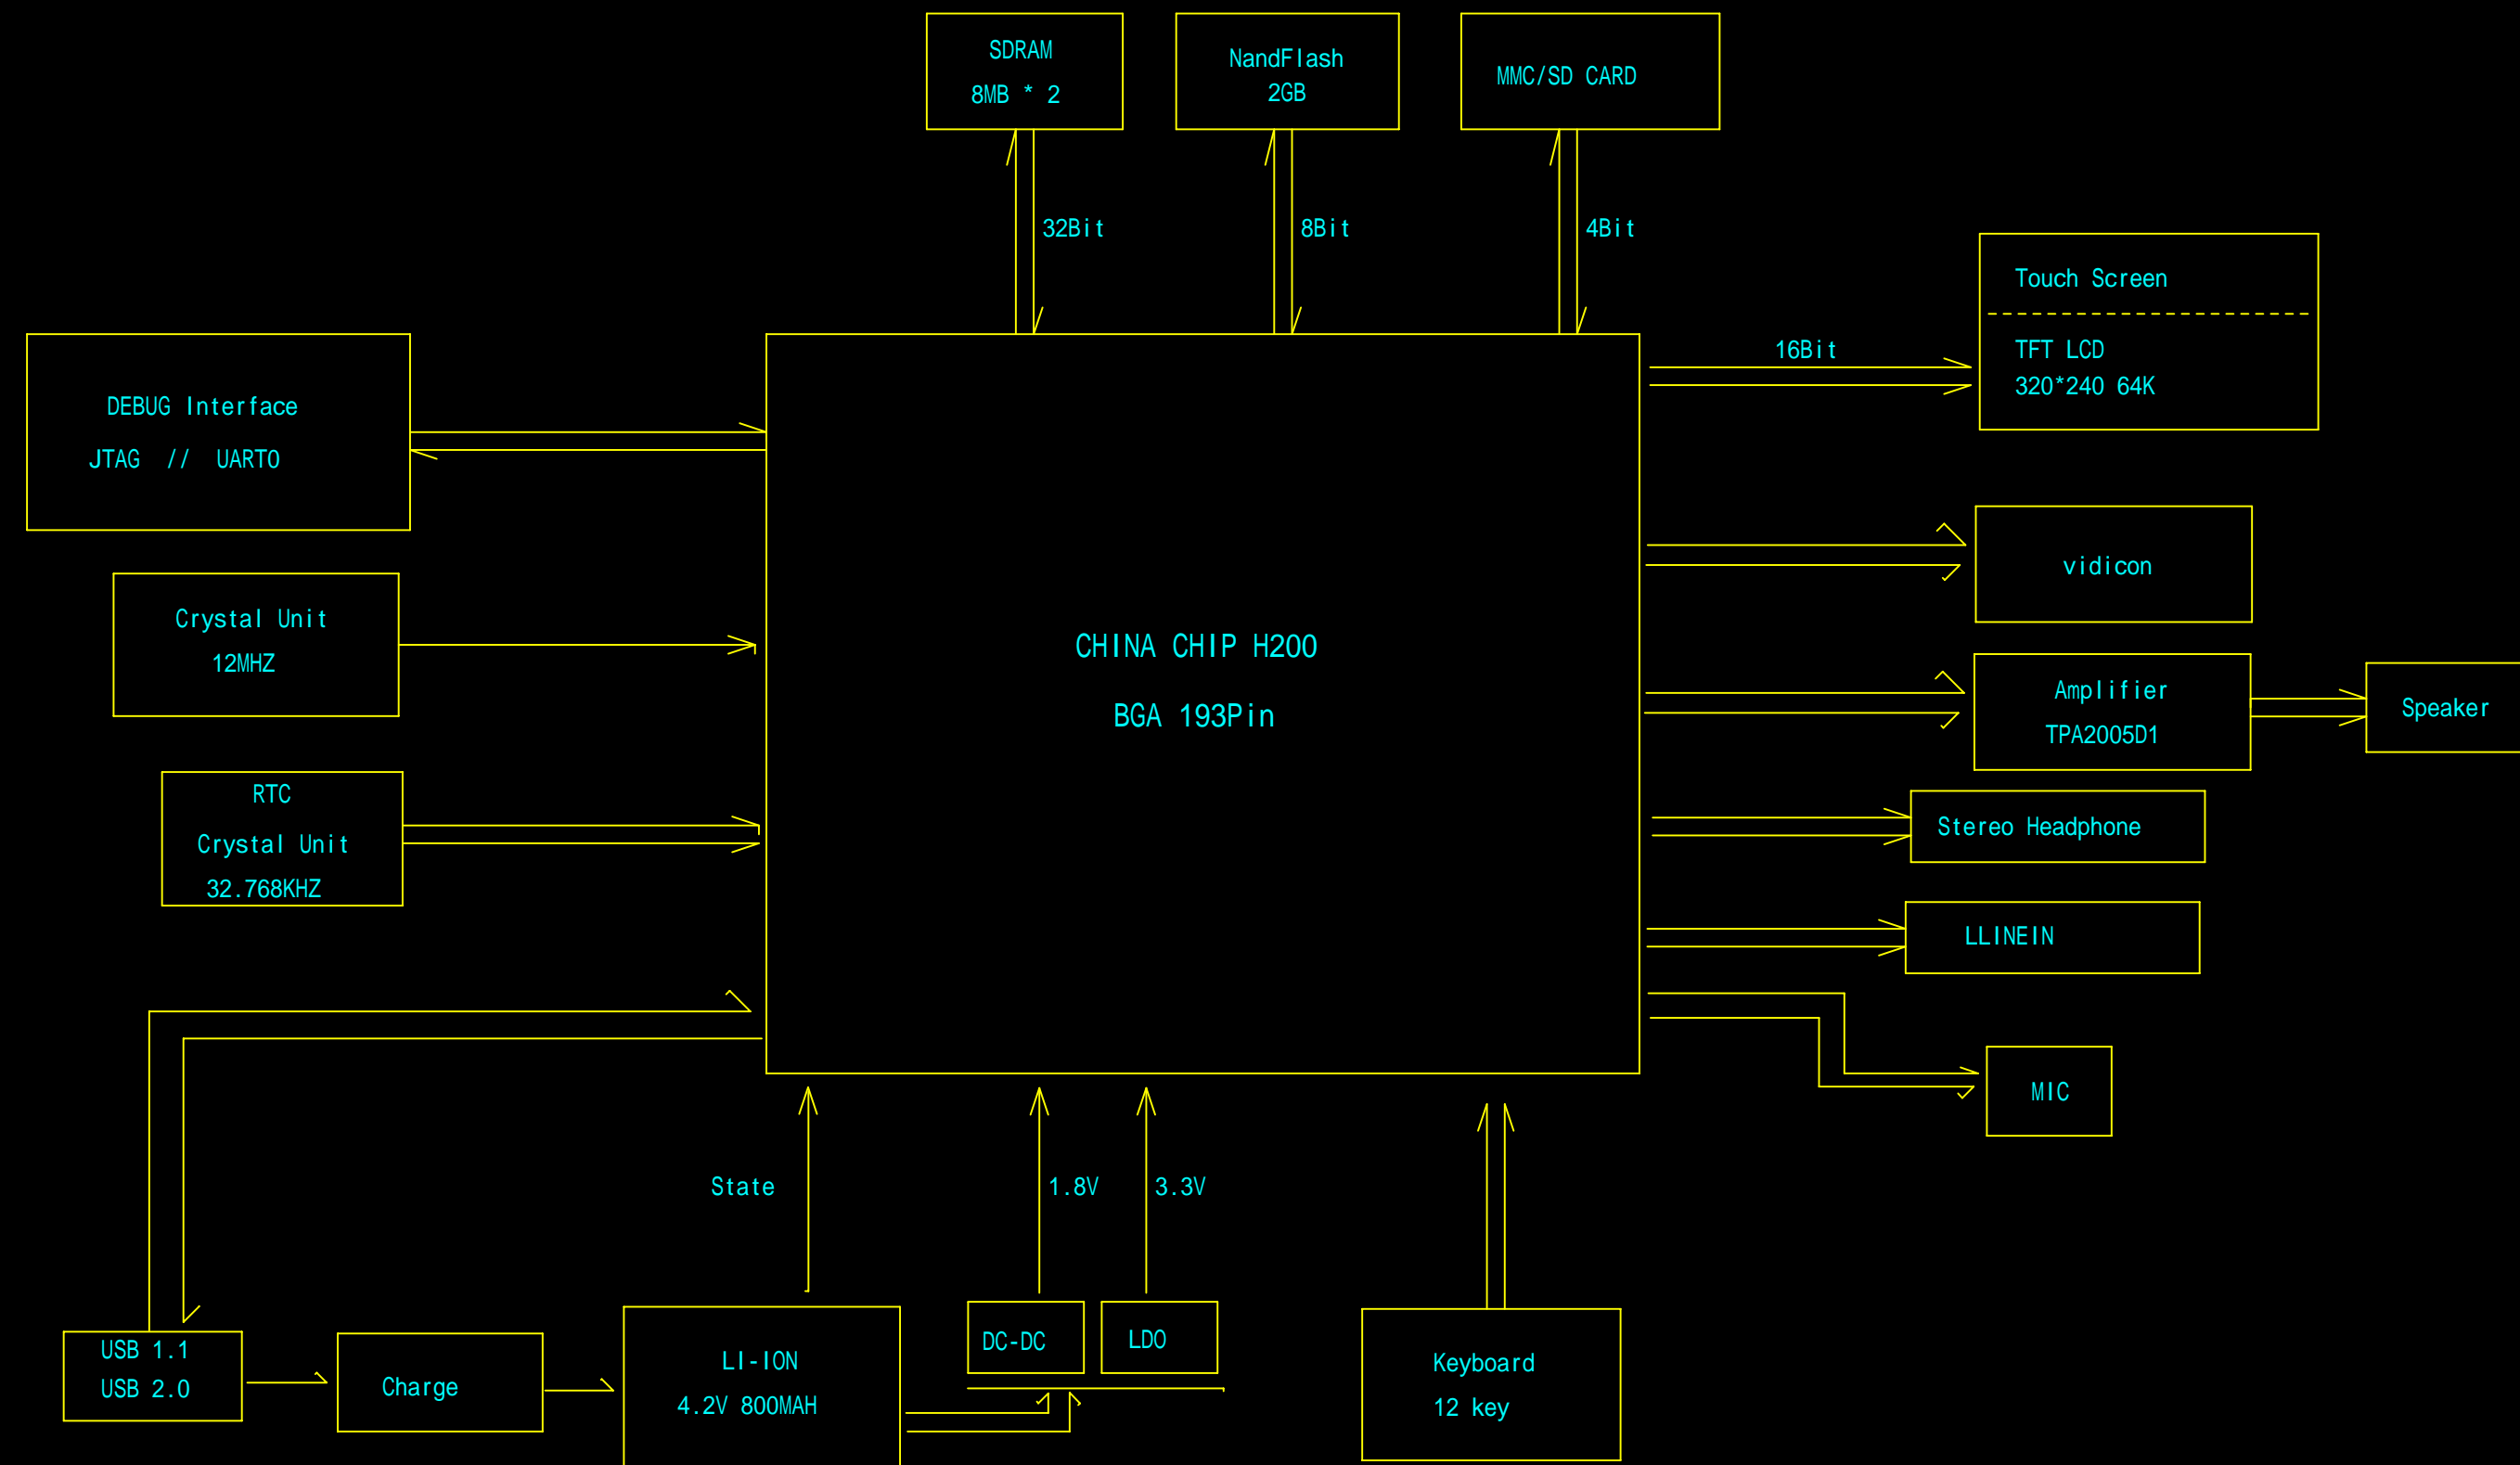 SDRAM
8MB * 2
NandFlash
2GB
MMC/SD CARD
32Bit
8Bit
4Bit
Touch Screen
TFT LCD
320*240 64K
16Bit
DEBUG Interface
JTAG // UART0
Crystal Unit
12MHZ
CHINA CHIP H200
BGA 193Pin
vidicon
Amplifier
TPA2005D1
Speaker
RTC
Crystal Unit
32.768KHZ
Stereo Headphone
LLINEIN
MIC
State
1.8V
3.3V
USB 1.1
USB 2.0
Charge
LI-ION
4.2V 800MAH
DC-DC
LDO
Keyboard
12 key